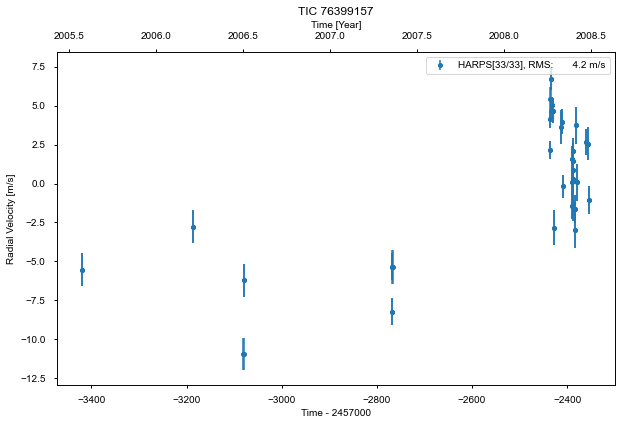 TIC 76399157
Time [Year]
2005.5 2006.0 2006.5 2007.0 2007.5 2008.0 2008.5
HARPS[33/33], RMS: 4.2 m/s
Radial Velocity [m/s]
7.5
5.0
2.5
0.0
−2.5
−5.0
−7.5
−10.0
−12.5
−3400 −3200 −3000 −2800 −2600 −2400
Time - 2457000